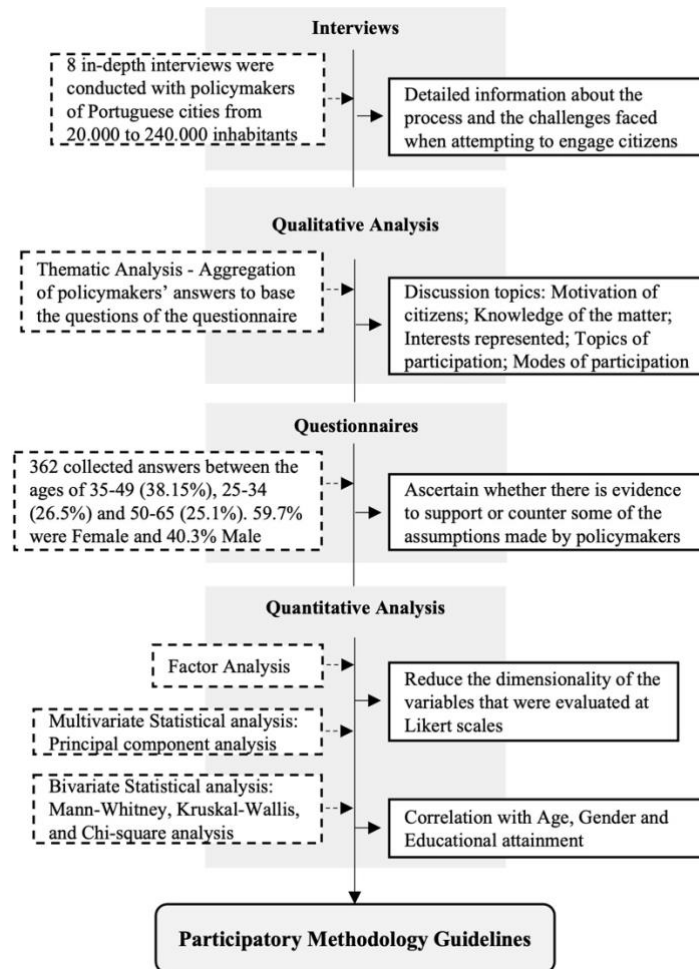 Interviews
8 in-depth interviews were
conducted with policymakers
of Portuguese cities from
20.000 to 240.000 inhabitants
Detailed information about the
process and the challenges faced
when attempting to engage citizens
Qualitative Analysis
Thematic Analysis - Aggregation
of policymakers' answers to base
the questions of the questionnaire
Discussion topics: Motivation of
citizens; Knowledge of the matter;
Interests represented; Topics of
participation; Modes of participation
Questionnaires
362 collected answers between the
ages of 35-49 (38.15%), 25-34
(26.5%) and 50-65 (25.1%). 59.7%
were Female and 40.3% Male
Ascertain whether there is evidence
to support or counter some of the
assumptions made by policymakers
Quantitative Analysis
Factor Analysis
Reduce the dimensionality of the
variables that were evaluated at
Likert scales
Multivariate Statistical analysis:
Principal component analysis
Bivariate Statistical analysis:
Mann-Whitney, Kruskal-Wallis,
and Chi-square analysis
Correlation with Age, Gender and
Educational attainment
Participatory Methodology Guidelines